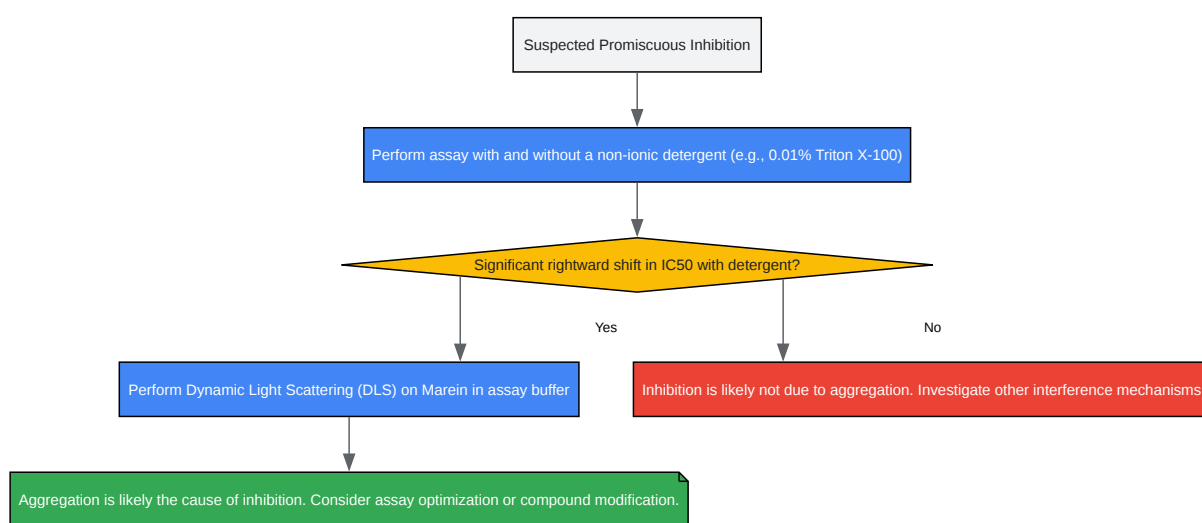 Suspected Promiscuous Inhibition
Perform assay with and without a non-ionic detergent (e.g., 0.01% Triton X-100)
Significant rightward shift in IC50 with detergent?
Yes
No
Perform Dynamic Light Scattering (DLS) on Marein in assay buffer
Inhibition is likely not due to aggregation. Investigate other interference mechanisms
Aggregation is likely the cause of inhibition. Consider assay optimization or compound modification.